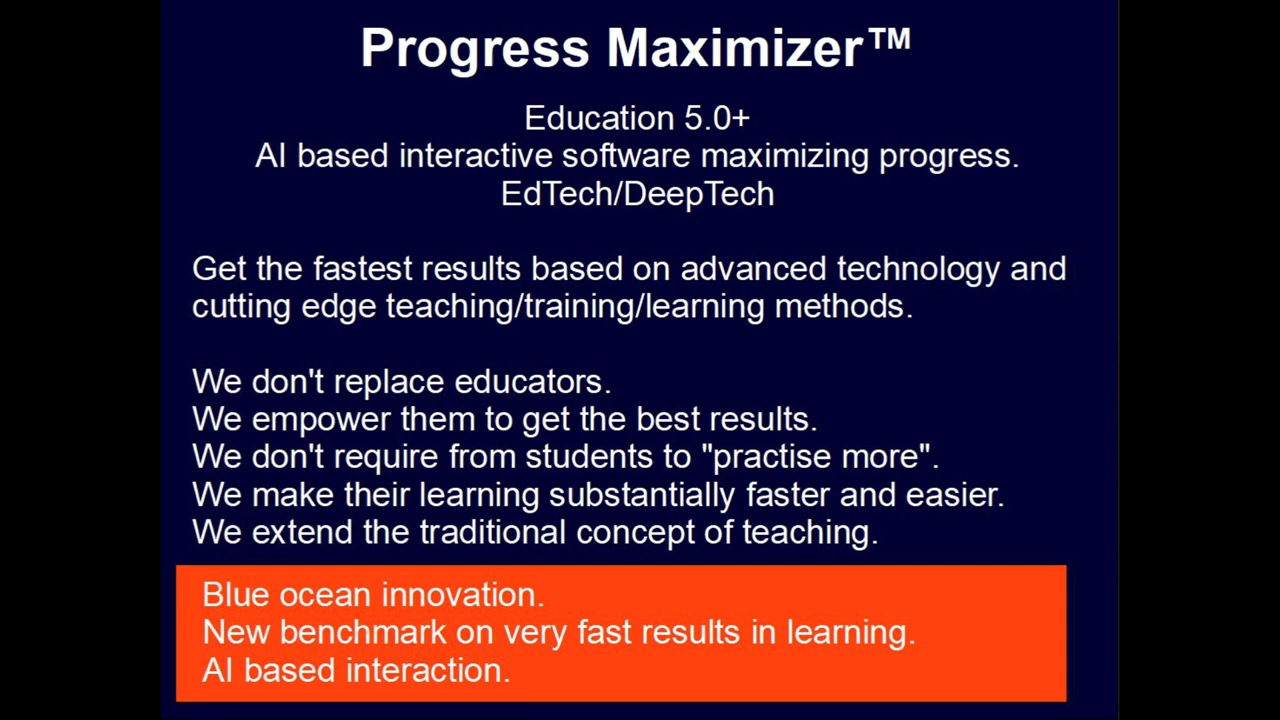 Progress Maximizer™
Education 5.0+
AI based interactive software maximizing progress.
EdTech/DeepTech
Get the fastest results based on advanced technology and
cutting edge teaching/training/learning methods.
We don't replace educators.
We empower them to get the best results.
We don't require from students to "practise more".
We make their learning substantially faster and easier.
We extend the traditional concept of teaching.
Blue ocean innovation.
New benchmark on very fast results in learning.
AI based interaction.